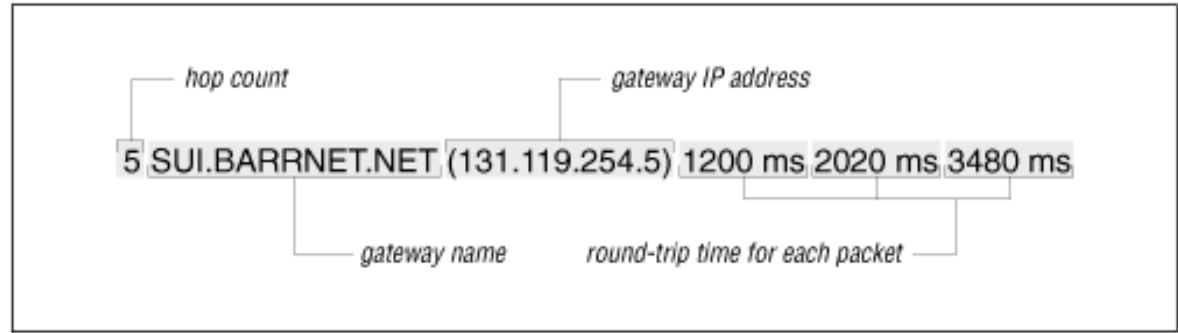 hop count gateway IP address
5 SUI.BARRNET.NET (131.119.254.5) 1200 ms 2020 ms 3480 ms
gateway name round-trip time for each packet